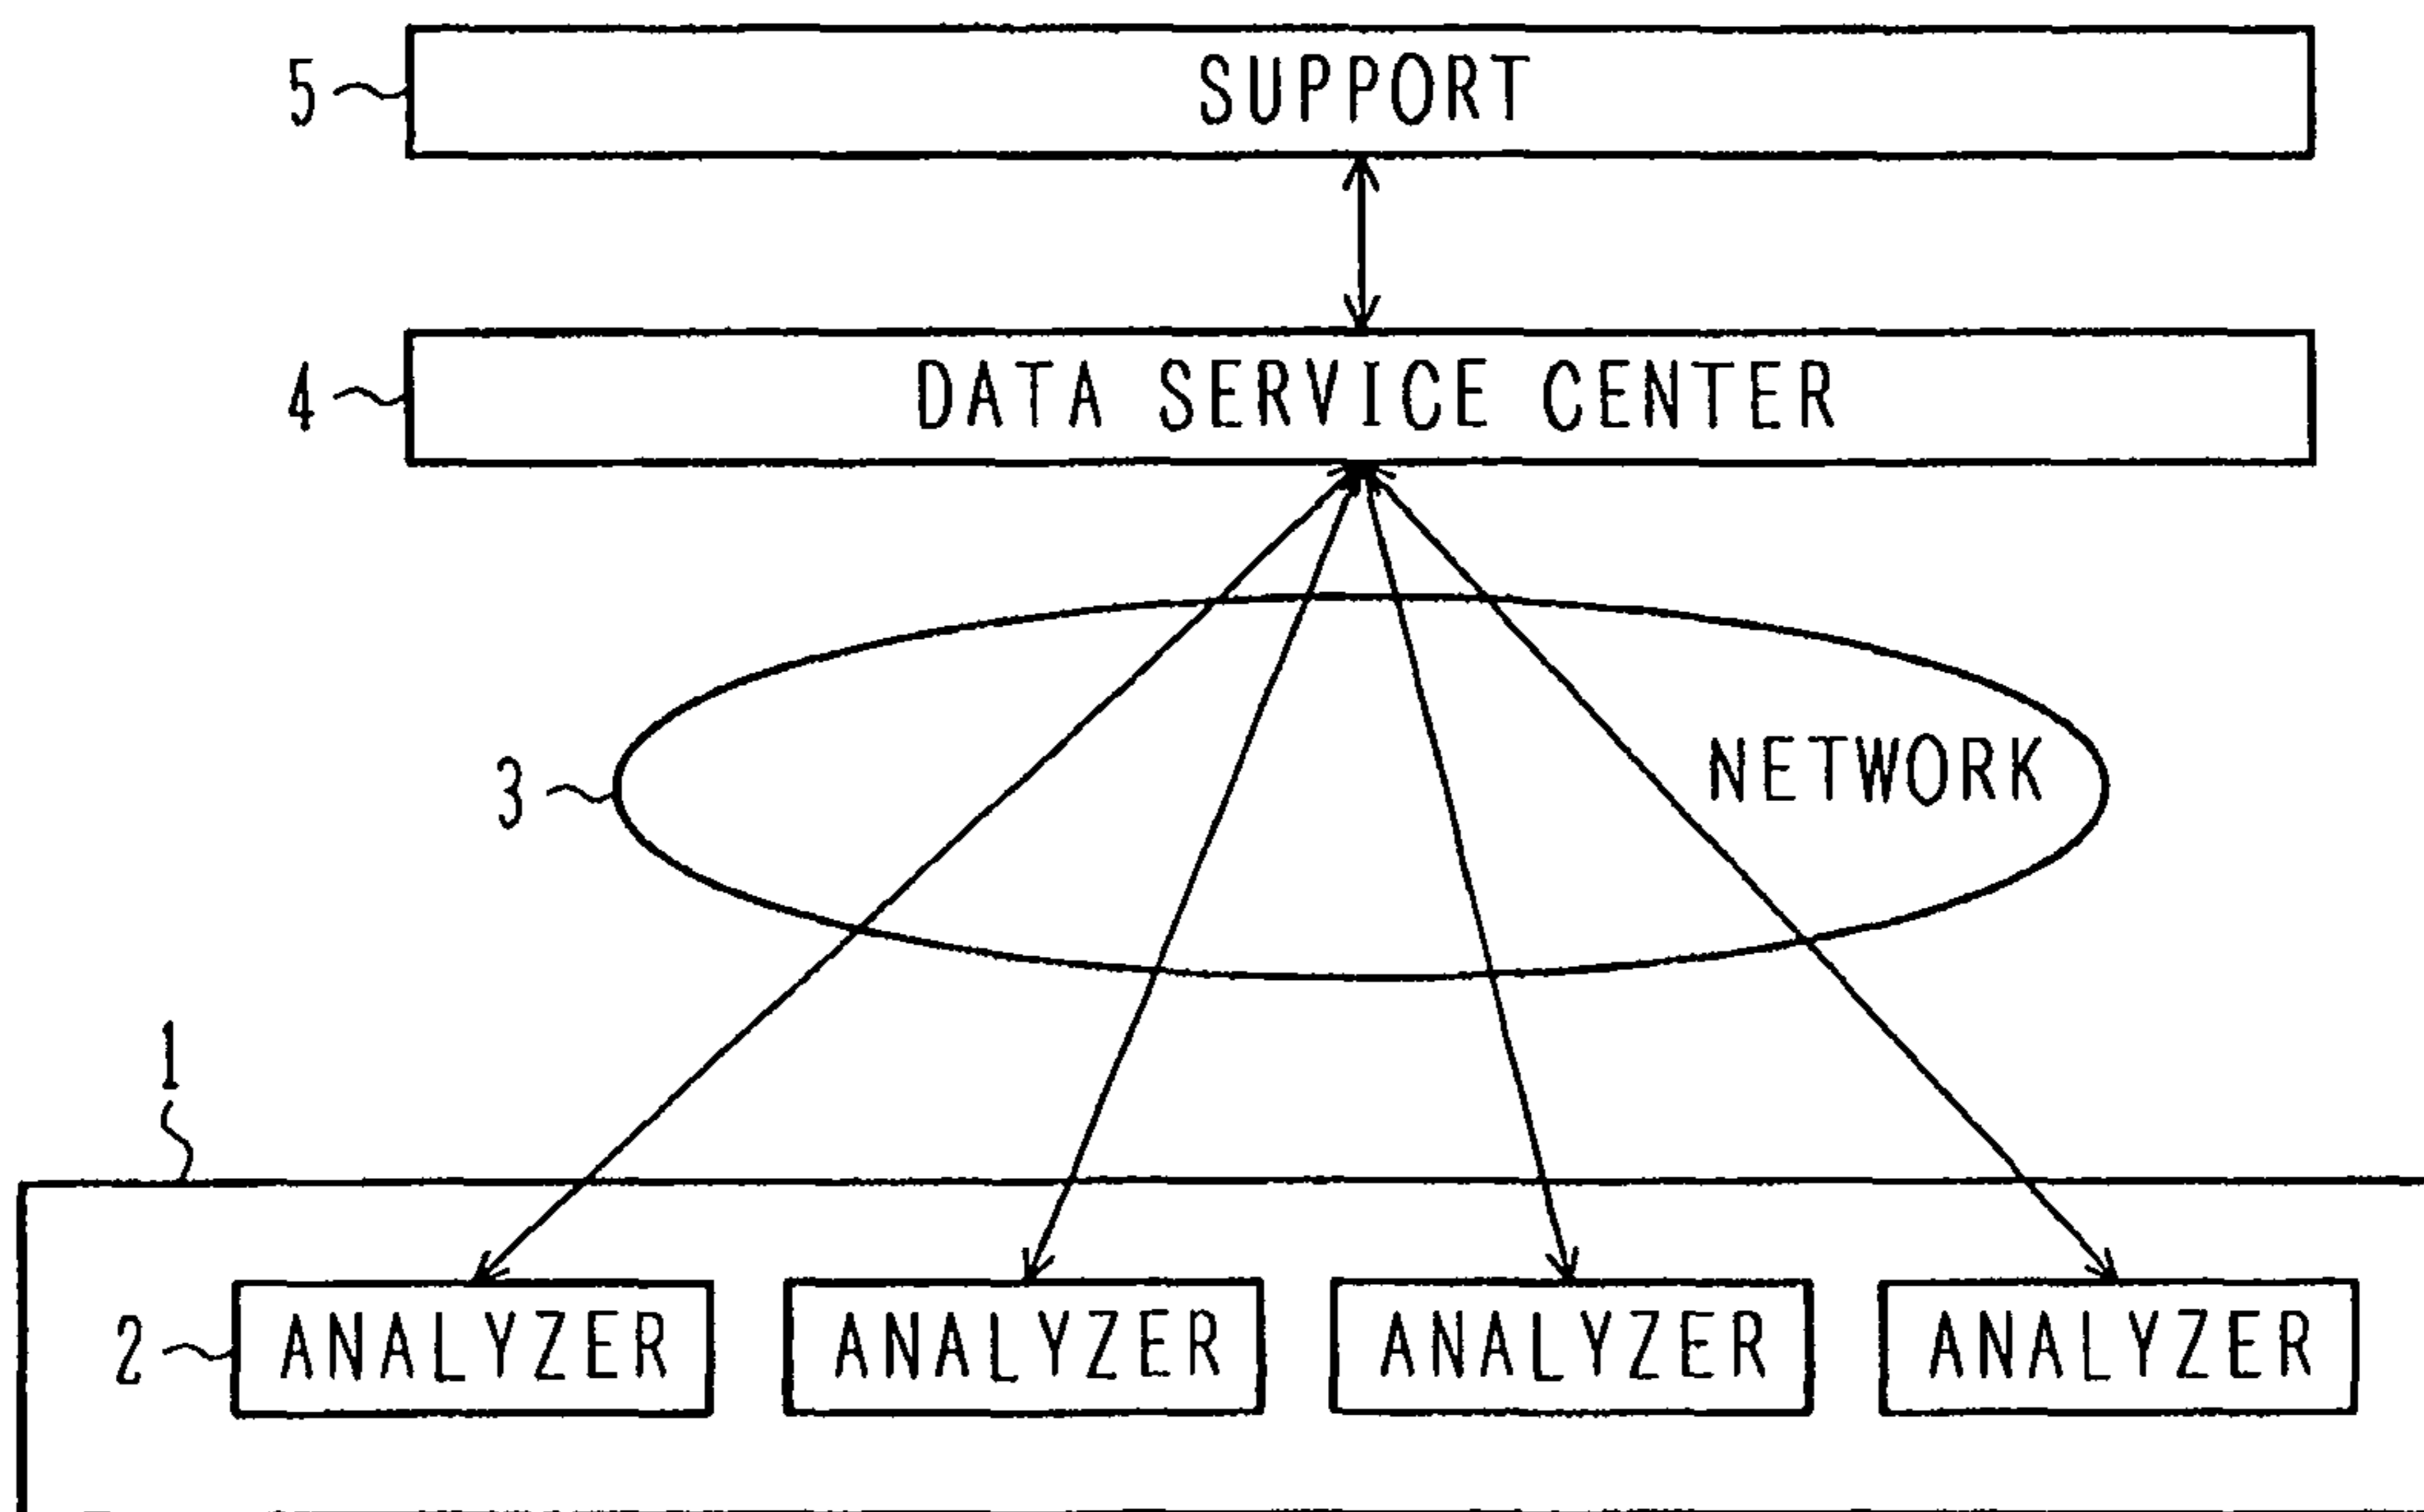 5 SUPPORT
4 DATA SERVICE CENTER
NETWORK
3
1
2 ANALYZER ANALYZER ANALYZER ANALYZER